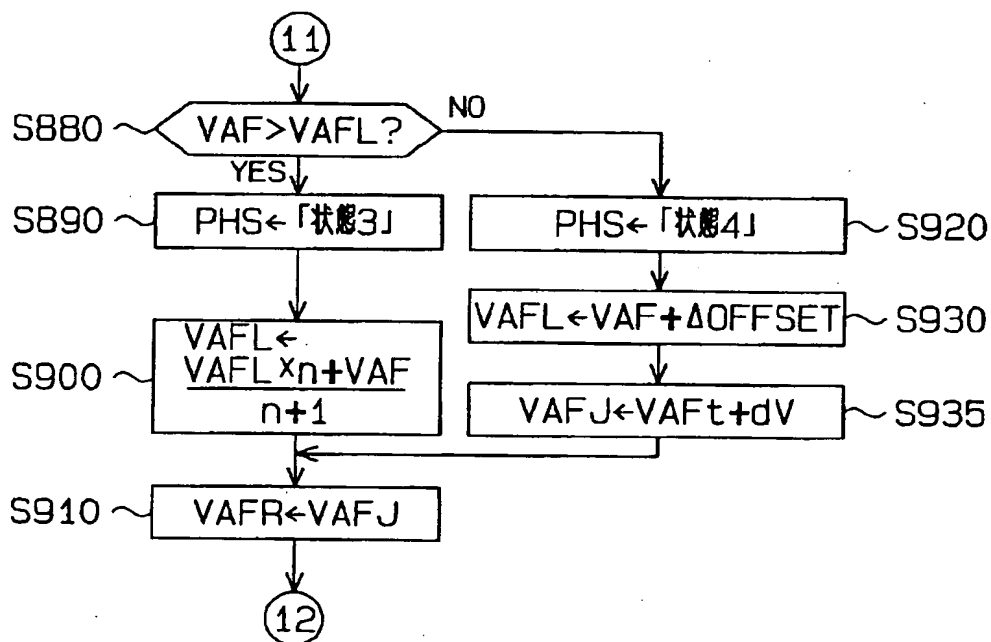 11
S880
VAF>VAFL?
NO
YES
S890
PHS←「状態3」
PHS←「状態4」
S920
VAFL←VAF+ΔOFFSET
S930
S900
VAFL←
VAFL×n+VAF
n+1
VAFJ←VAFt+dV
S935
S910
VAFR←VAFJ
12